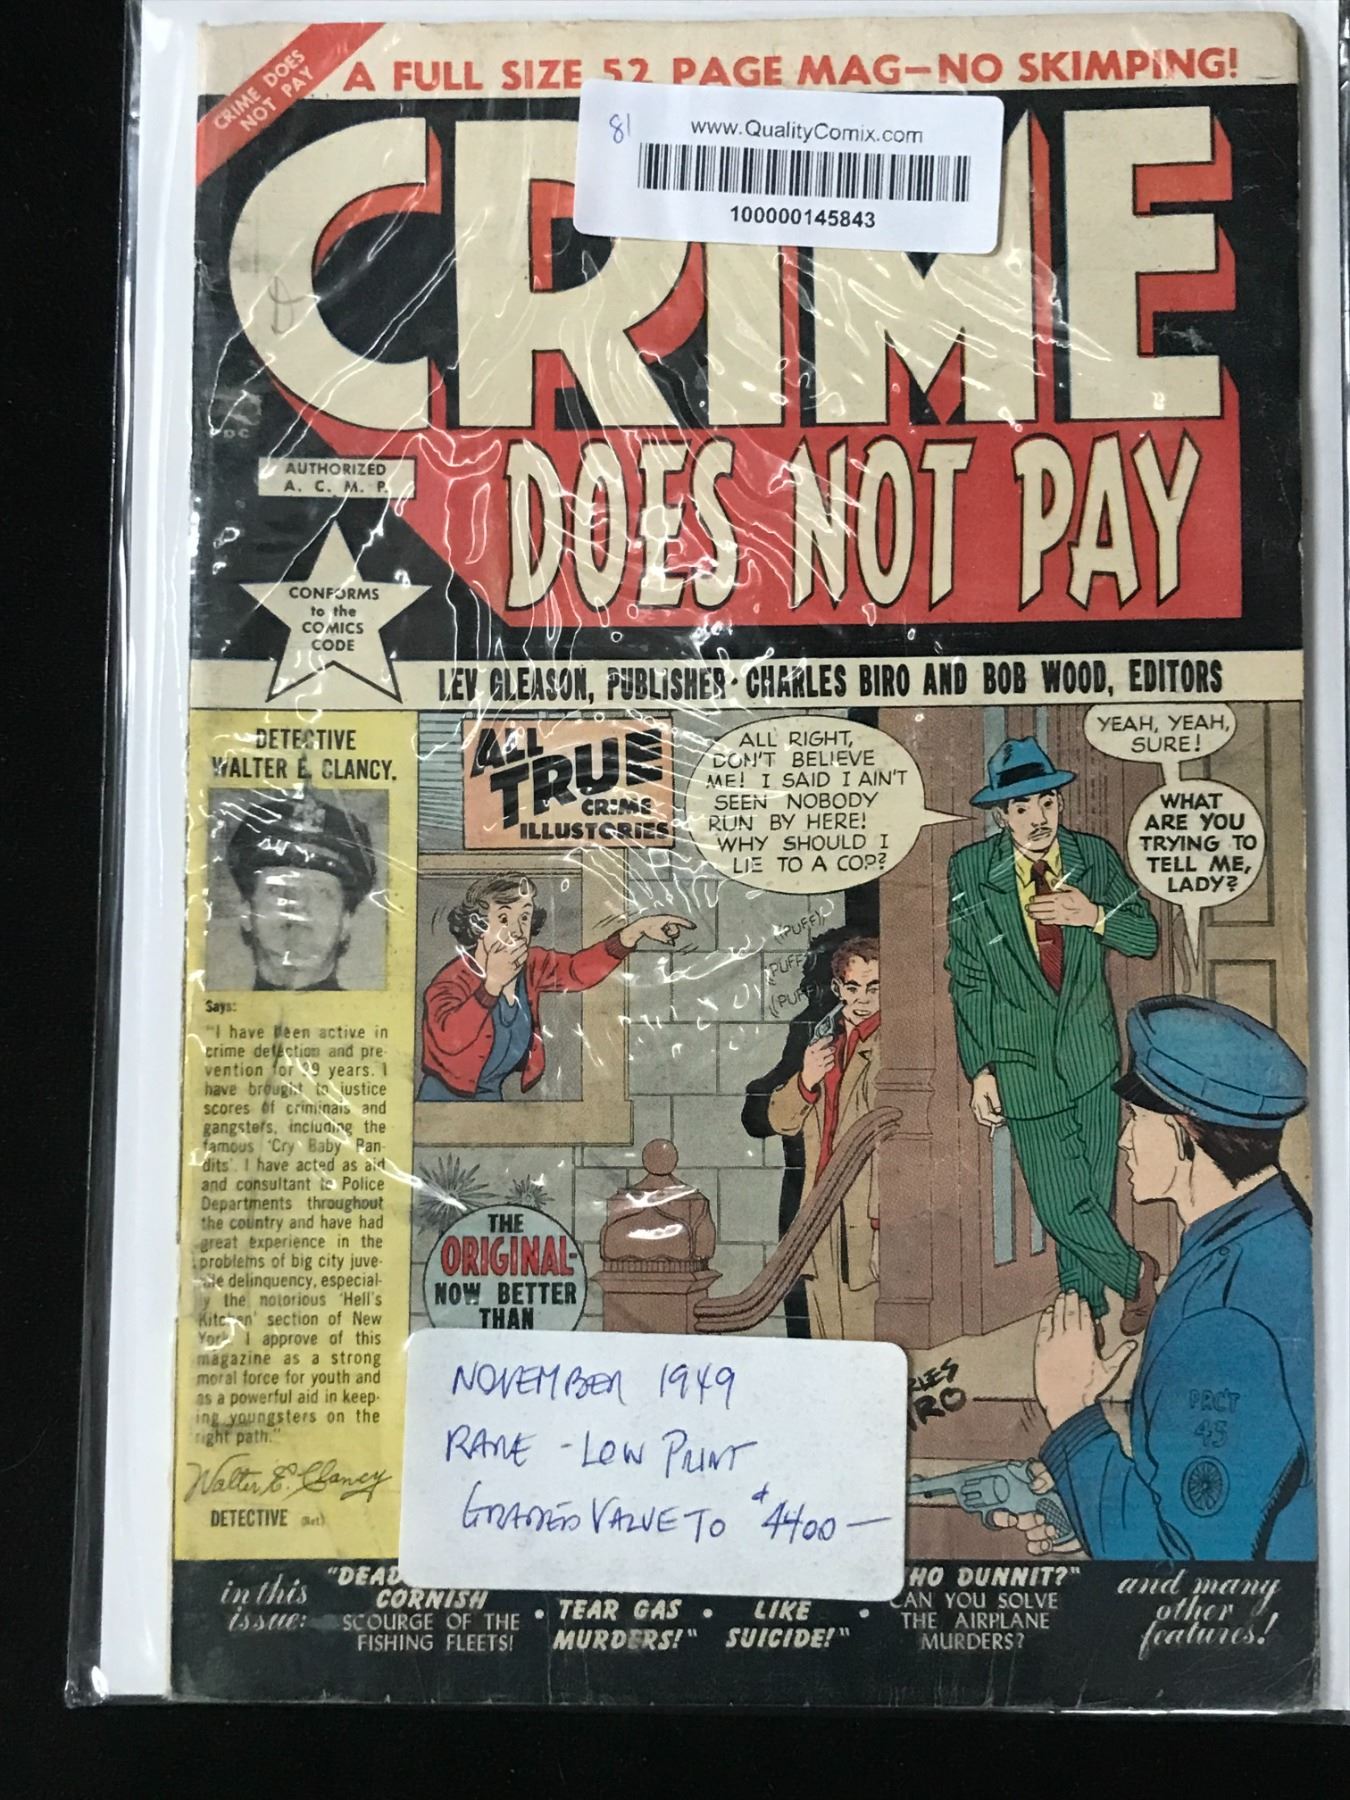 CRIME DOES
NOT PAY
A FULL SIZE 52 PAGE MAG—NO SKIMPING!
81
www.QualityComix.com
100000145843
CRIME
DOES NOT PAY
DC
AUTHORIZED
A. C. M. P.
CONFORMS
to the
COMICS
CODE
LEV GLEASON, PUBLISHER · CHARLES BIRO AND BOB WOOD, EDITORS
DETECTIVE
WALTER E. CLANCY.
Says:
"I have been active in
crime detection and pre-
vention for 39 years. I
have brought to justice
scores of criminals and
gangsters, including the
famous 'Cry Baby Ban-
dits'. I have acted as aid
and consultant to Police
Departments throughout
the country and have had
great experience in the
problems of big city juve-
nile delinquency, especial-
ly the notorious 'Hell's
Kitchen' section of New
York. I approve of this
magazine as a strong
moral force for youth and
as a powerful aid in keep-
ing youngsters on the
right path."
Walter E. Clancy
DETECTIVE (Ret)
ALL
TRUE
CRIME
ILLUSTORIES
ALL RIGHT,
DON'T BELIEVE
ME! I SAID I AIN'T
SEEN NOBODY
RUN BY HERE!
WHY SHOULD I
LIE TO A COP?
YEAH, YEAH,
SURE!
WHAT
ARE YOU
TRYING TO
TELL ME,
LADY?
(PUFF)
(PUFF)
(PUFF)
THE
ORIGINAL-
NOW BETTER
THAN
RLES
IRO
PRCT
45
NOVEMBER 1949
RARE - LOW PRINT
GRADED VALUE TO $4400 —
in this
issue:
"DEAD
CORNISH
SCOURGE OF THE
FISHING FLEETS!
• TEAR GAS
MURDERS!"
• LIKE
SUICIDE!"
• HO DUNNIT?"
CAN YOU SOLVE
THE AIRPLANE
MURDERS?
and many
other
features!